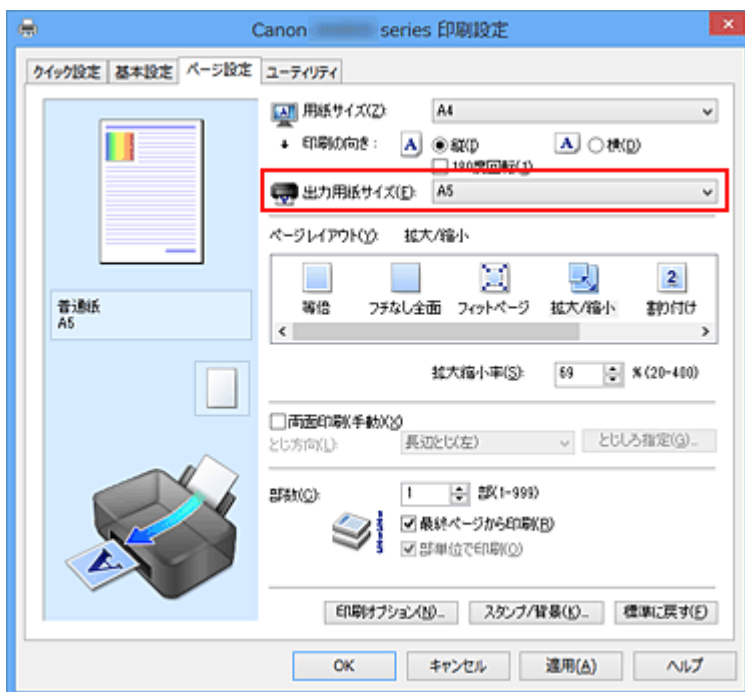 Canon series 印刷設定
クイック設定 基本設定 ページ設定 ユーティリティ
用紙サイズ(Z): A4
印刷の向き: A 縦(I) A 横(D)
180度回転(1)
出力用紙サイズ(E): A5
ページレイアウト(Y): 拡大/縮小
2
等倍 フチなし全面 フィットページ 拡大/縮小 割り付け
普通紙
A5
拡大縮小率(S): 69 % (20-400)
両面印刷(手動)(X)
とじ方向(L): 長辺とじ(左) とじしろ指定(G)...
部数(C): 1 部(1-999)
最終ページから印刷(R)
部単位で印刷(O)
A
印刷オプション(N)... スタンプ/背景(K)... 標準に戻す(F)
OK キャンセル 適用(A) ヘルプ